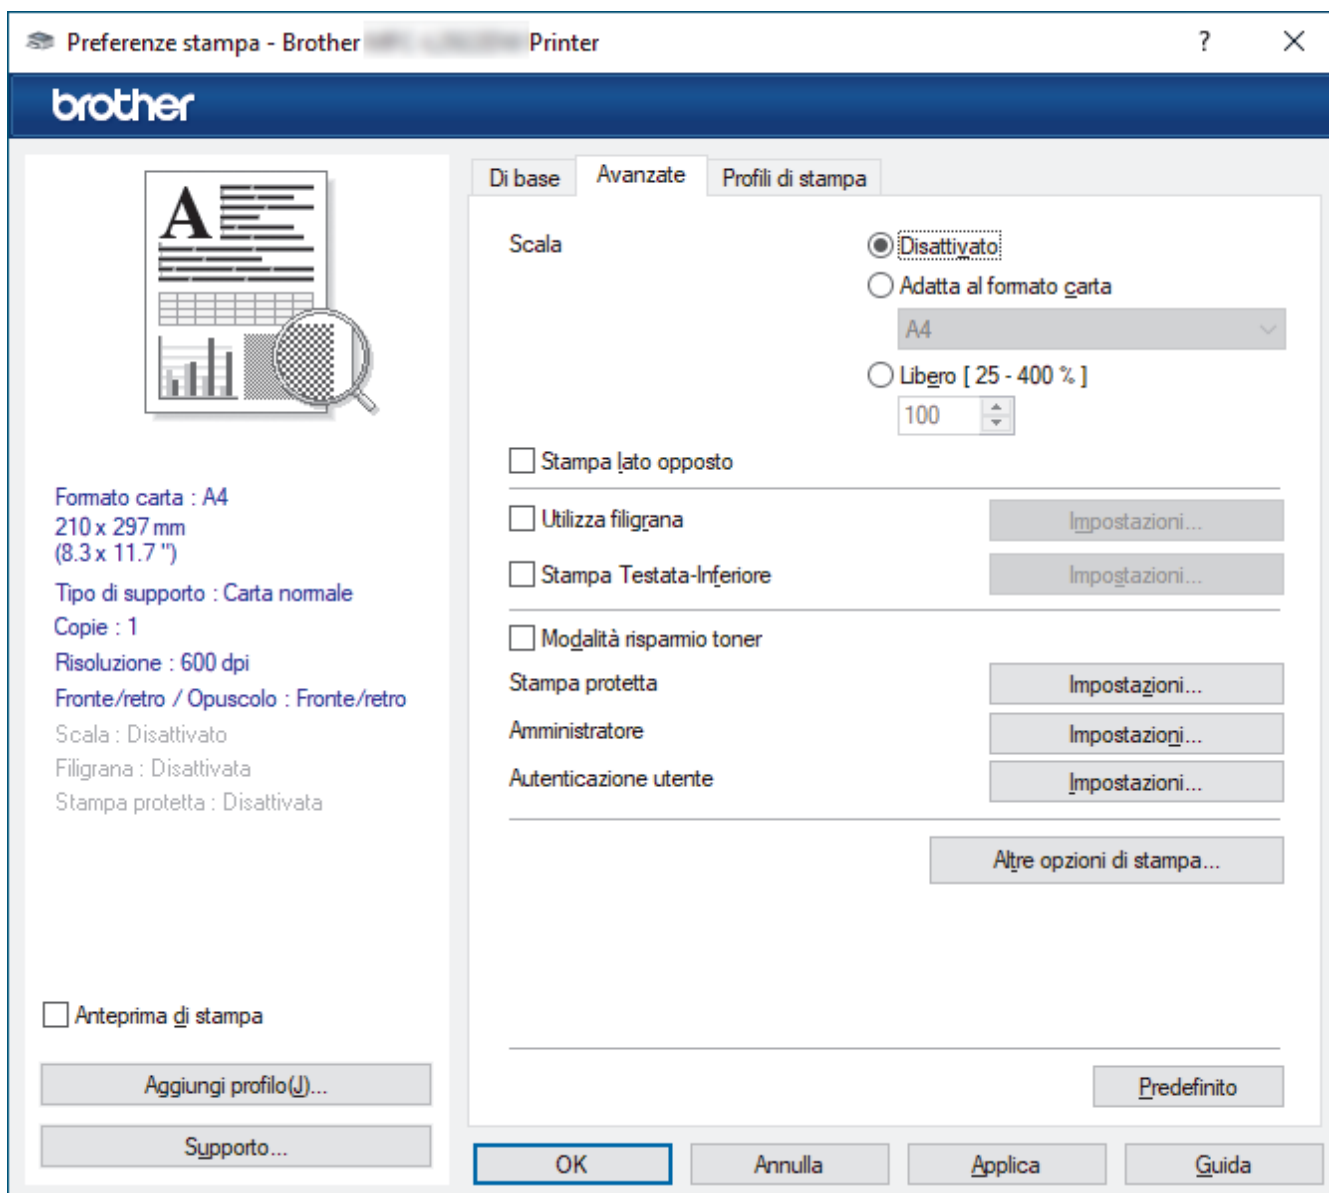 Preferenze stampa - Brother Printer
?
brother
A
Formato carta : A4
210 x 297 mm
(8.3 x 11.7 ")
Tipo di supporto : Carta normale
Copie : 1
Risoluzione : 600 dpi
Fronte/retro / Opuscolo : Fronte/retro
Scala : Disattivato
Filigrana : Disattivata
Stampa protetta : Disattivata
Anteprima di stampa
Aggiungi profilo(J)...
Supporto...
Di base Avanzate Profili di stampa
Scala Disattivato
Adatta al formato carta
A4
Libero [ 25 - 400 % ]
100
Stampa lato opposto
Utilizza filigrana Impostazioni...
Stampa Testata-Inferiore Impostazioni...
Modalità risparmio toner
Stampa protetta Impostazioni...
Amministratore Impostazioni...
Autenticazione utente Impostazioni...
Altre opzioni di stampa...
Predefinito
OK Annulla Applica Guida